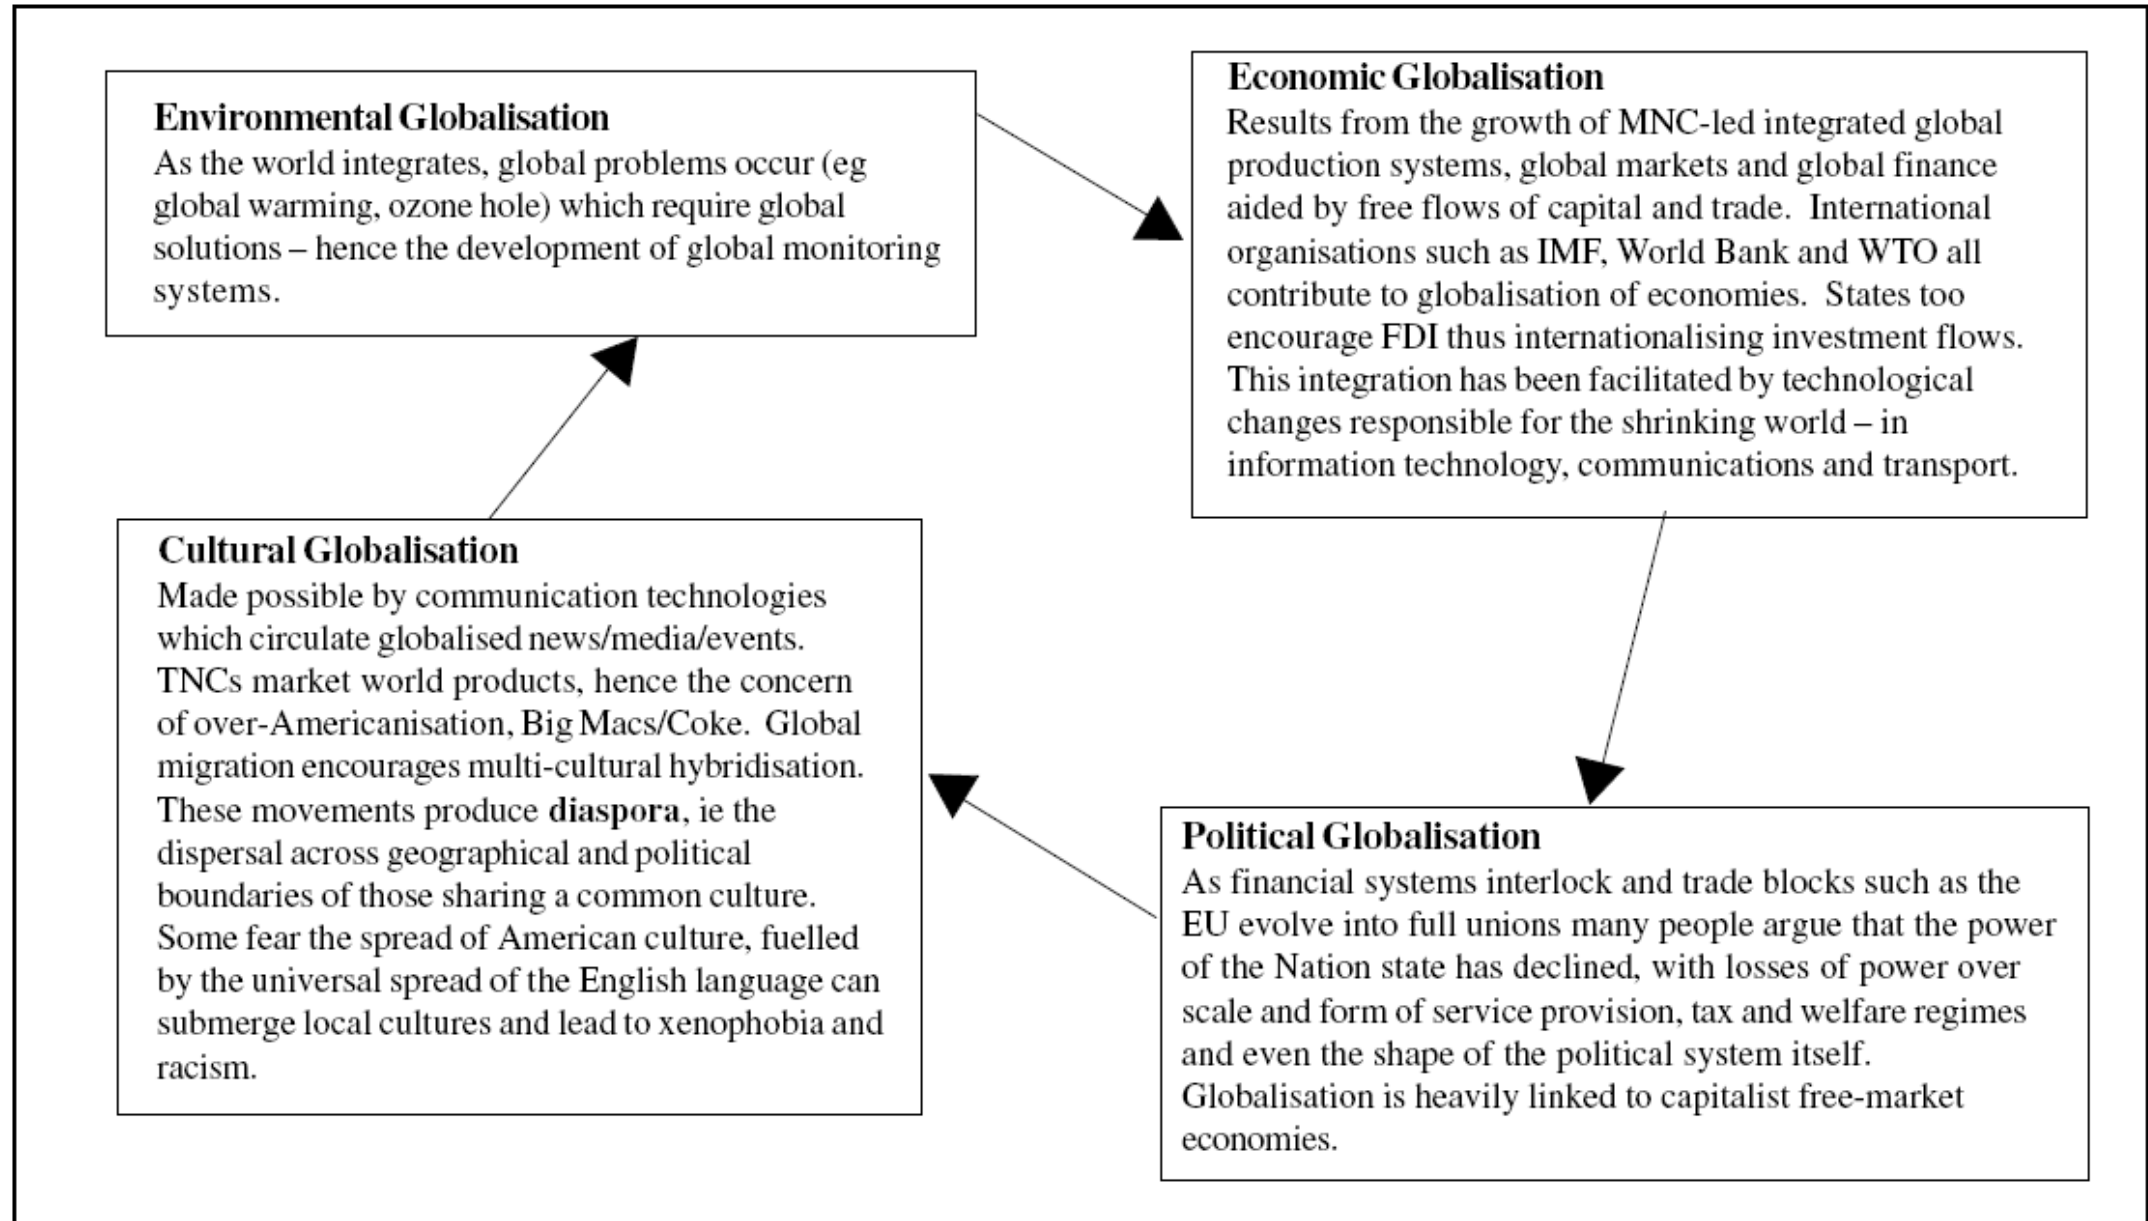 Environmental Globalisation
As the world integrates, global problems occur (eg
global warming, ozone hole) which require global
solutions – hence the development of global monitoring
systems.
Economic Globalisation
Results from the growth of MNC-led integrated global
production systems, global markets and global finance
aided by free flows of capital and trade. International
organisations such as IMF, World Bank and WTO all
contribute to globalisation of economies. States too
encourage FDI thus internationalising investment flows.
This integration has been facilitated by technological
changes responsible for the shrinking world – in
information technology, communications and transport.
Cultural Globalisation
Made possible by communication technologies
which circulate globalised news/media/events.
TNCs market world products, hence the concern
of over-Americanisation, Big Macs/Coke. Global
migration encourages multi-cultural hybridisation.
These movements produce diaspora, ie the
dispersal across geographical and political
boundaries of those sharing a common culture.
Some fear the spread of American culture, fuelled
by the universal spread of the English language can
submerge local cultures and lead to xenophobia and
racism.
Political Globalisation
As financial systems interlock and trade blocks such as the
EU evolve into full unions many people argue that the power
of the Nation state has declined, with losses of power over
scale and form of service provision, tax and welfare regimes
and even the shape of the political system itself.
Globalisation is heavily linked to capitalist free-market
economies.